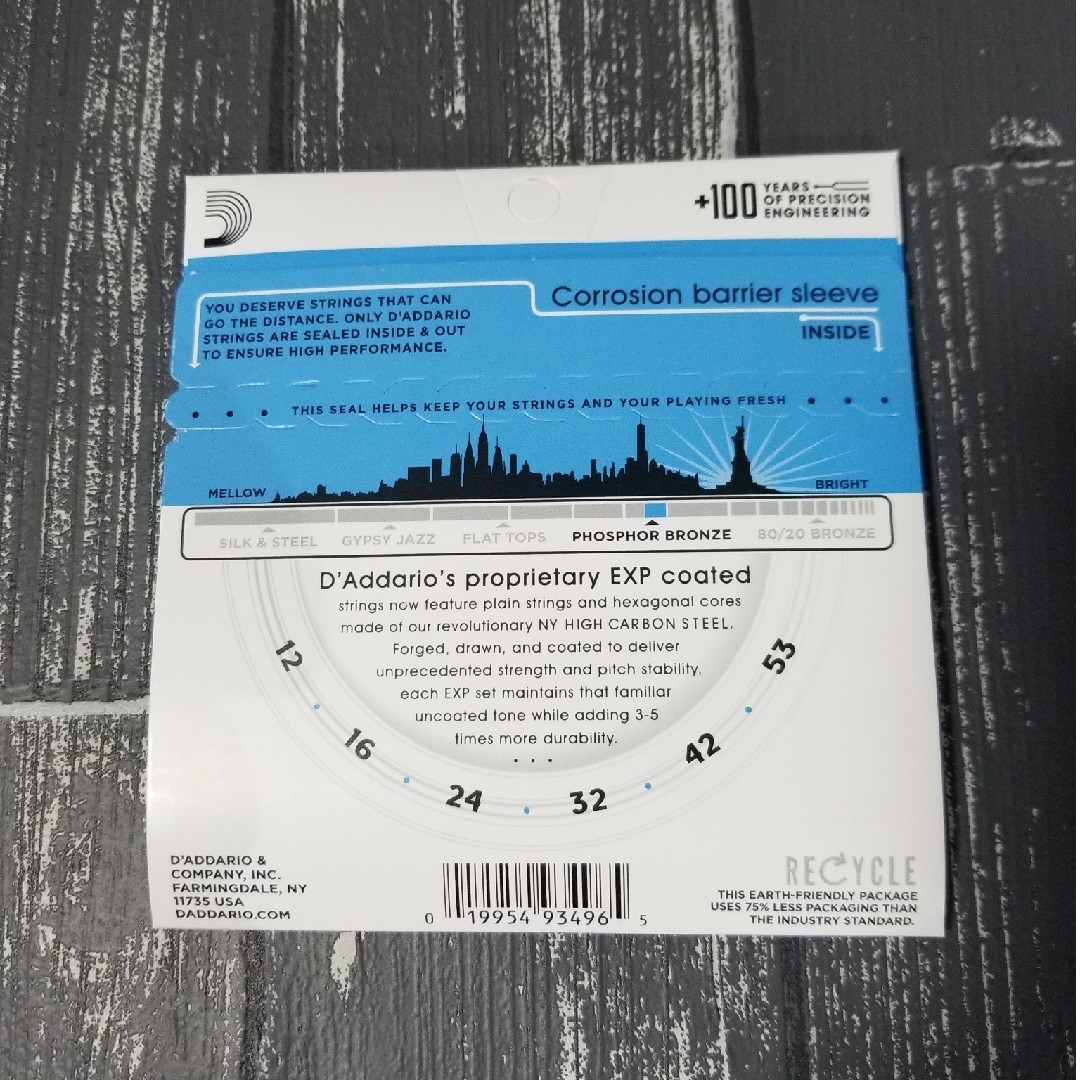 +100 YEARS
OF PRECISION
ENGINEERING
YOU DESERVE STRINGS THAT CAN
GO THE DISTANCE. ONLY D'ADDARIO
STRINGS ARE SEALED INSIDE & OUT
TO ENSURE HIGH PERFORMANCE.
Corrosion barrier sleeve
INSIDE
• • • THIS SEAL HELPS KEEP YOUR STRINGS AND YOUR PLAYING FRESH • • •
MELLOW BRIGHT
SILK & STEEL GYPSY JAZZ FLAT TOPS PHOSPHOR BRONZE 80/20 BRONZE
D'Addario's proprietary EXP coated
strings now feature plain strings and hexagonal cores
made of our revolutionary NY HIGH CARBON STEEL.
Forged, drawn, and coated to deliver
unprecedented strength and pitch stability,
each EXP set maintains that familiar
uncoated tone while adding 3-5
times more durability.
• • •
12 • 16 • 24 • 32 • 42 • 53
D'ADDARIO &
COMPANY, INC.
FARMINGDALE, NY
11735 USA
DADDARIO.COM
0 19954 93496 5
RECYCLE
THIS EARTH-FRIENDLY PACKAGE
USES 75% LESS PACKAGING THAN
THE INDUSTRY STANDARD.